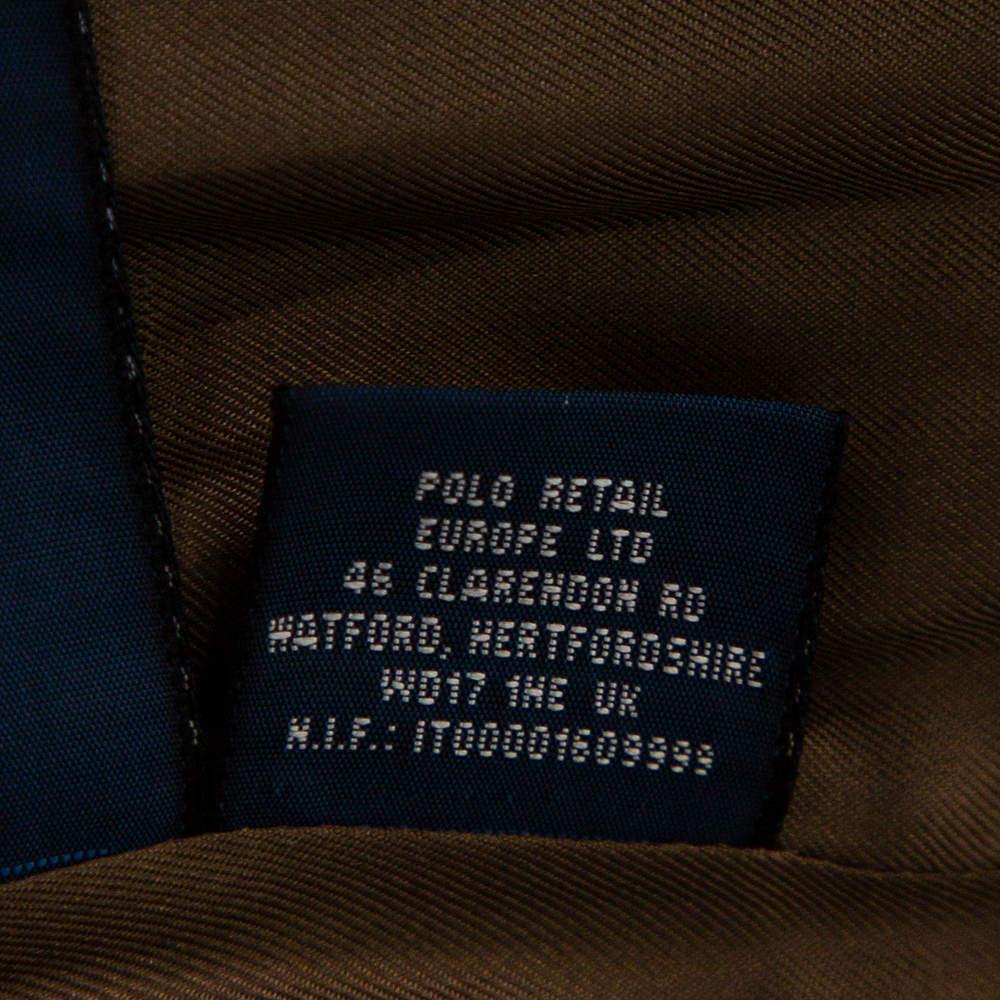 POLO RETAIL
EUROPE LTD
46 CLARENDON RD
WATFORD, HERTFORDSHIRE
WD17 1HE UK
N.I.F.: IT00001609999